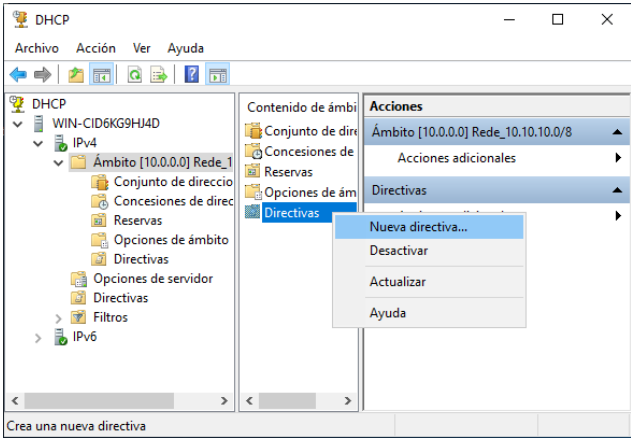 DHCP
Archivo Acción Ver Ayuda
DHCP
WIN-CID6KG9HJ4D
IPv4
Ámbito [10.0.0.0] Rede_1
Conjunto de direccio
Concesiones de direc
Reservas
Opciones de ámbito
Directivas
Opciones de servidor
Directivas
Filtros
IPv6
Contenido de ámbi
Conjunto de dire
Concesiones de
Reservas
Opciones de ám
Directivas
Acciones
Ámbito [10.0.0.0] Rede_10.10.10.0/8
Acciones adicionales
Directivas
Nueva directiva...
Desactivar
Actualizar
Ayuda
Crea una nueva directiva